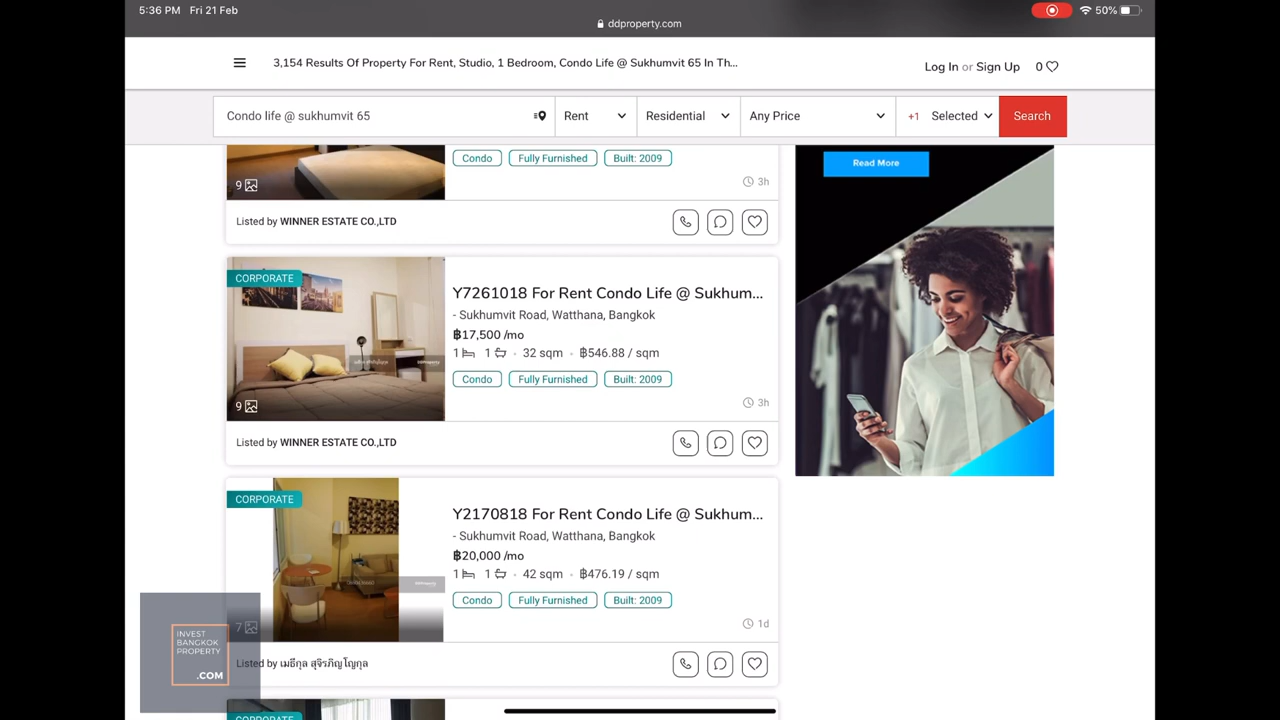 5:36 PM Fri 21 Feb
50%
ddproperty.com
3,154 Results Of Property For Rent, Studio, 1 Bedroom, Condo Life @ Sukhumvit 65 In Th...
Log In or Sign Up 0
Condo life @ sukhumvit 65
Rent
Residential
Any Price
+1 Selected
Search
Condo
Fully Furnished
Built: 2009
9
3h
Listed by WINNER ESTATE CO.,LTD
Read More
CORPORATE
Y7261018 For Rent Condo Life @ Sukhum...
- Sukhumvit Road, Watthana, Bangkok
฿17,500 /mo
1 1 · 32 sqm · ฿546.88 / sqm
Condo
Fully Furnished
Built: 2009
9
3h
Listed by WINNER ESTATE CO.,LTD
CORPORATE
Y2170818 For Rent Condo Life @ Sukhum...
- Sukhumvit Road, Watthana, Bangkok
฿20,000 /mo
1 1 · 42 sqm · ฿476.19 / sqm
Condo
Fully Furnished
Built: 2009
7
1d
Listed by เมธีกุล สุจิรภิญโญกุล
INVEST
BANGKOK
PROPERTY
.COM
CORPORATE